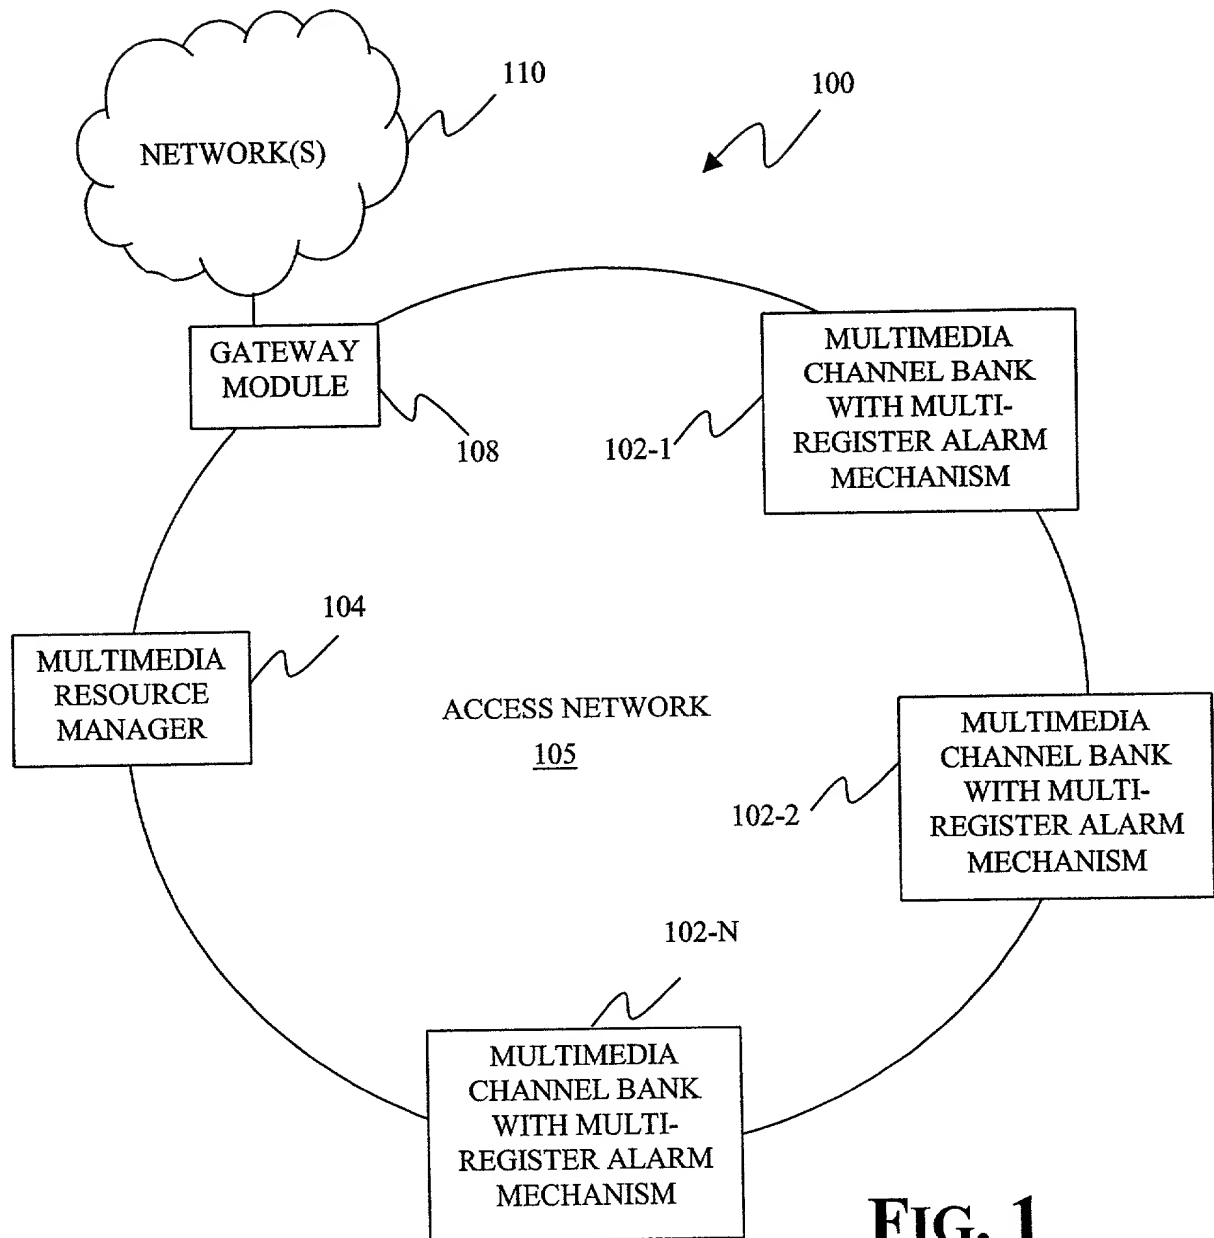 110
100
NETWORK(S)
GATEWAY
MODULE
108
MULTIMEDIA
CHANNEL BANK
WITH MULTI-
REGISTER ALARM
MECHANISM
102-1
104
MULTIMEDIA
RESOURCE
MANAGER
ACCESS NETWORK
105
MULTIMEDIA
CHANNEL BANK
WITH MULTI-
REGISTER ALARM
MECHANISM
102-2
102-N
MULTIMEDIA
CHANNEL BANK
WITH MULTI-
REGISTER ALARM
MECHANISM
FIG. 1